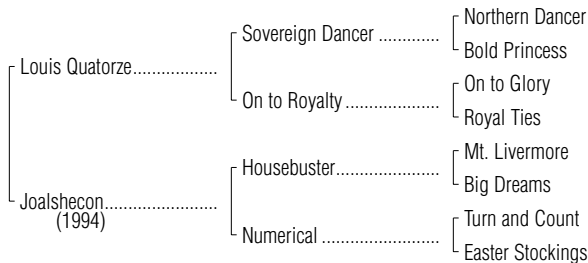 Northern Dancer
Sovereign Dancer .............
Bold Princess
Louis Quatorze..................
On to Glory
On to Royalty ....................
Royal Ties
Mt. Livermore
Housebuster......................
Big Dreams
Joalshecon........................
(1994)
Turn and Count
Numerical .........................
Easter Stockings